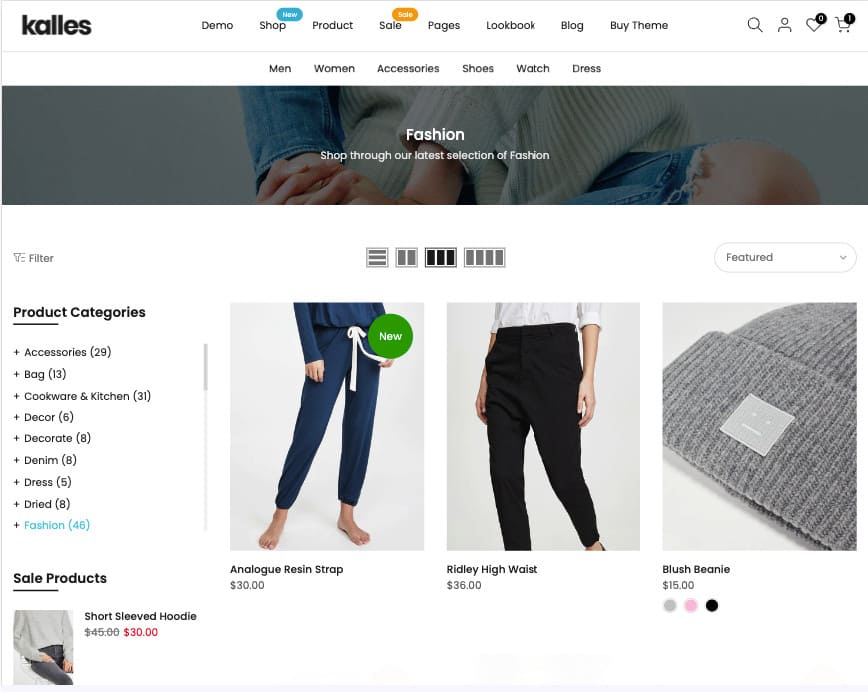 kalles
Demo
Shop
New
Product
Sale
Sale
Pages
Lookbook
Blog
Buy Theme
0
1
Men
Women
Accessories
Shoes
Watch
Dress
Fashion
Shop through our latest selection of Fashion
Filter
Featured
Product Categories
+ Accessories (29)
+ Bag (13)
+ Cookware & Kitchen (31)
+ Decor (6)
+ Decorate (8)
+ Denim (8)
+ Dress (5)
+ Dried (8)
+ Fashion (46)
Sale Products
Short Sleeved Hoodie
$45.00 $30.00
New
Analogue Resin Strap
$30.00
Ridley High Waist
$36.00
Blush Beanie
$15.00